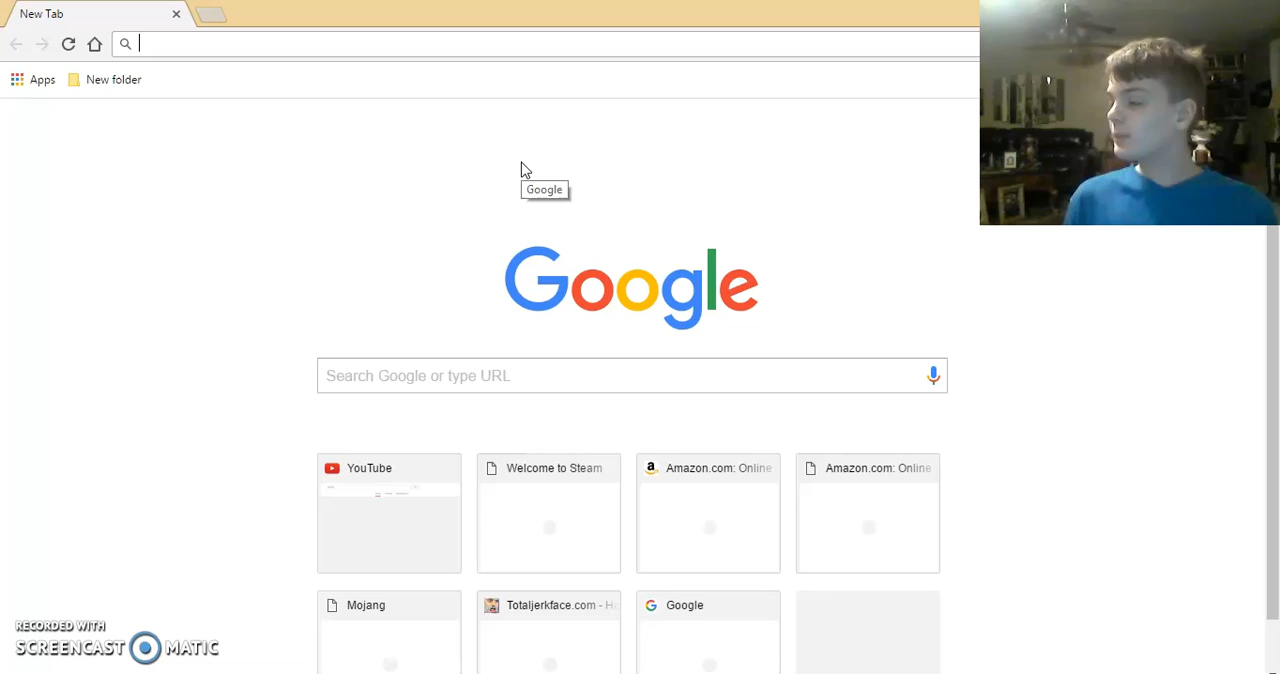 New Tab
Apps
New folder
Google
Google
Search Google or type URL
YouTube
Welcome to Steam
Amazon.com: Online
Amazon.com: Online
Mojang
Totaljerkface.com - H
Google
RECORDED WITH
SCREENCAST MATIC